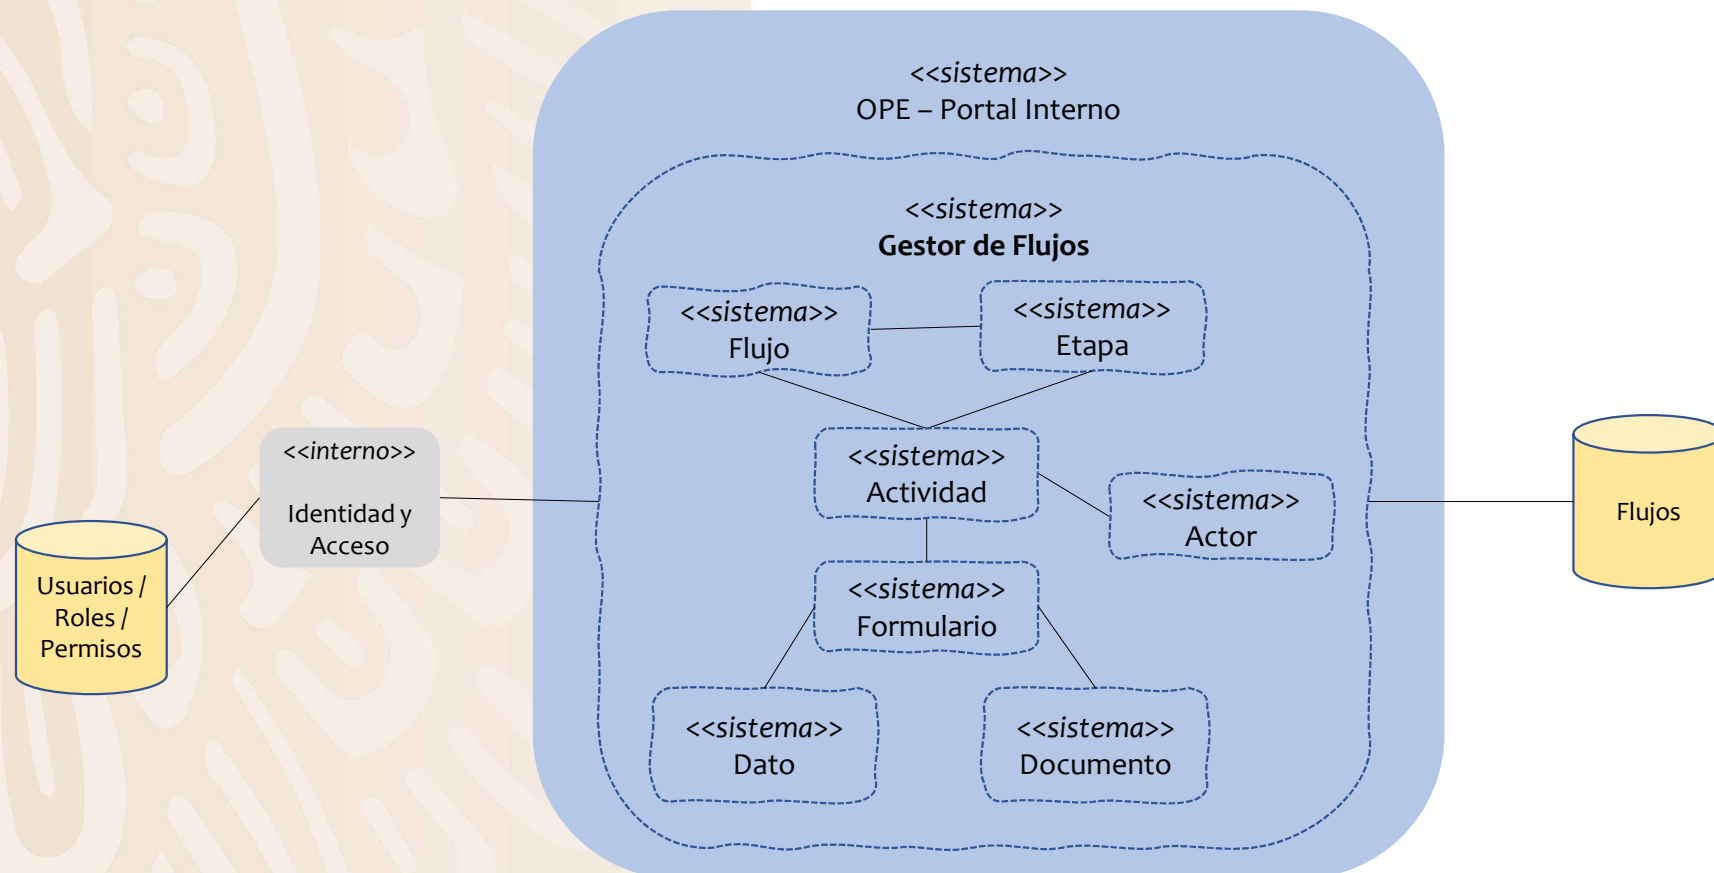 <<sistema>>
OPE – Portal Interno
<<sistema>>
Gestor de Flujos
<<sistema>>
Flujo
<<sistema>>
Etapa
<<interno>>
Identidad y
Acceso
<<sistema>>
Actividad
<<sistema>>
Actor
Flujos
Usuarios /
Roles /
Permisos
<<sistema>>
Formulario
<<sistema>>
Dato
<<sistema>>
Documento